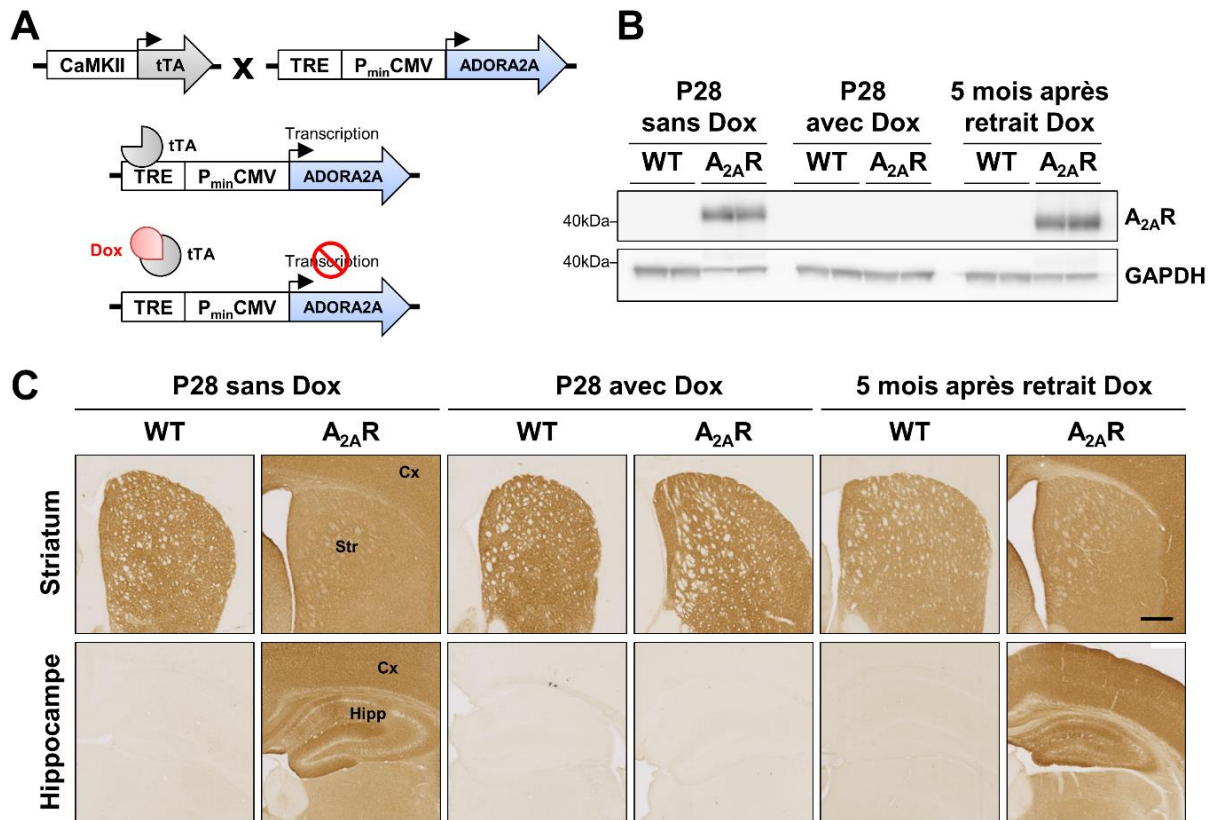 A
CaMKII tTA X TRE PminCMV ADORA2A
Transcription
tTA
TRE PminCMV ADORA2A
Dox
tTA
Transcription
TRE PminCMV ADORA2A
B
P28 sans Dox
P28 avec Dox
5 mois après retrait Dox
WT A2AR WT A2AR WT A2AR
40kDa A2AR
40kDa GAPDH
C
P28 sans Dox P28 avec Dox 5 mois après retrait Dox
WT A2AR WT A2AR WT A2AR
Striatum
Cx
Str
Hippocampe
Cx
Hipp